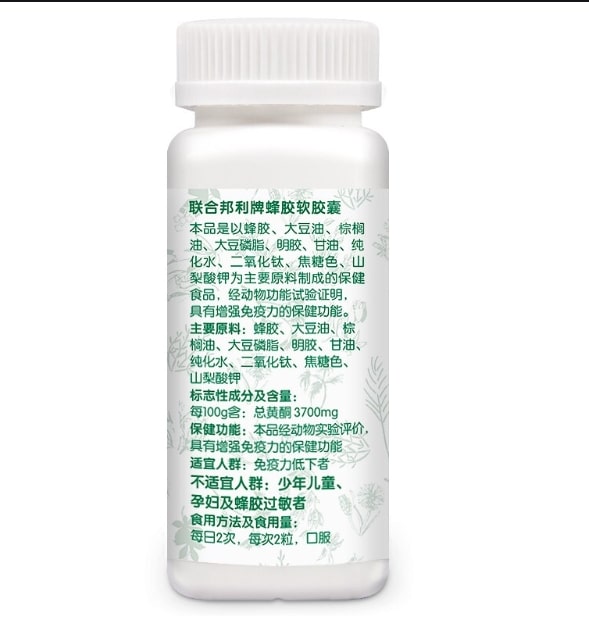 联合邦利牌蜂胶软胶囊
本品是以蜂胶、大豆油、棕榈
油、大豆磷脂、明胶、甘油、纯
化水、二氧化钛、焦糖色、山
梨酸钾为主要原料制成的保健
食品，经动物功能试验证明，
具有增强免疫力的保健功能。
主要原料：蜂胶、大豆油、棕
榈油、大豆磷脂、明胶、甘油、
纯化水、二氧化钛、焦糖色、
山梨酸钾
标志性成分及含量：
每100g含：总黄酮 3700mg
保健功能：本品经动物实验评价，
具有增强免疫力的保健功能
适宜人群：免疫力低下者
不适宜人群：少年儿童、
孕妇及蜂胶过敏者
食用方法及食用量：
每日2次，每次2粒，口服